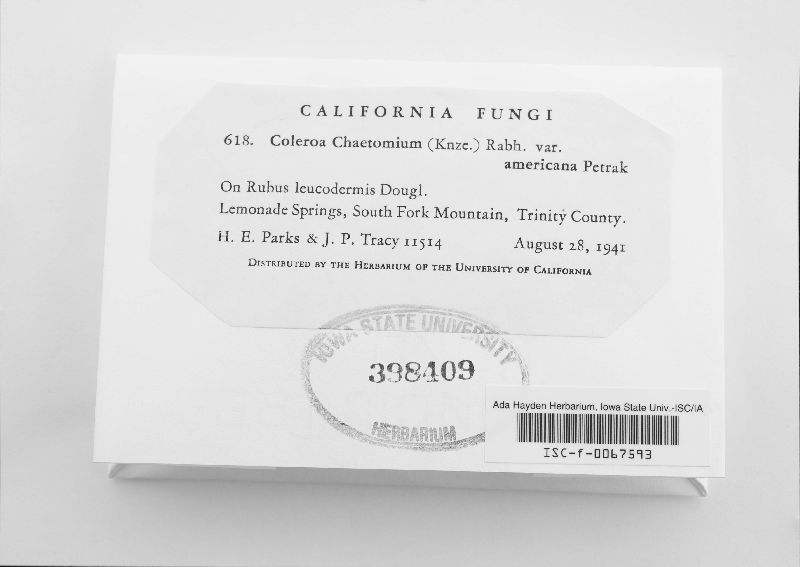 CALIFORNIA FUNGI
618. Coleroa Chaetomium (Knze.) Rabh. var.
americana Petrak
On Rubus leucodermis Dougl.
Lemonade Springs, South Fork Mountain, Trinity County.
H. E. Parks & J. P. Tracy 11514 August 28, 1941
DISTRIBUTED BY THE HERBARIUM OF THE UNIVERSITY OF CALIFORNIA
IOWA STATE UNIVERSITY
398409
HERBARIUM
Ada Hayden Herbarium, Iowa State Univ.-ISC/IA
ISC-f-0067593